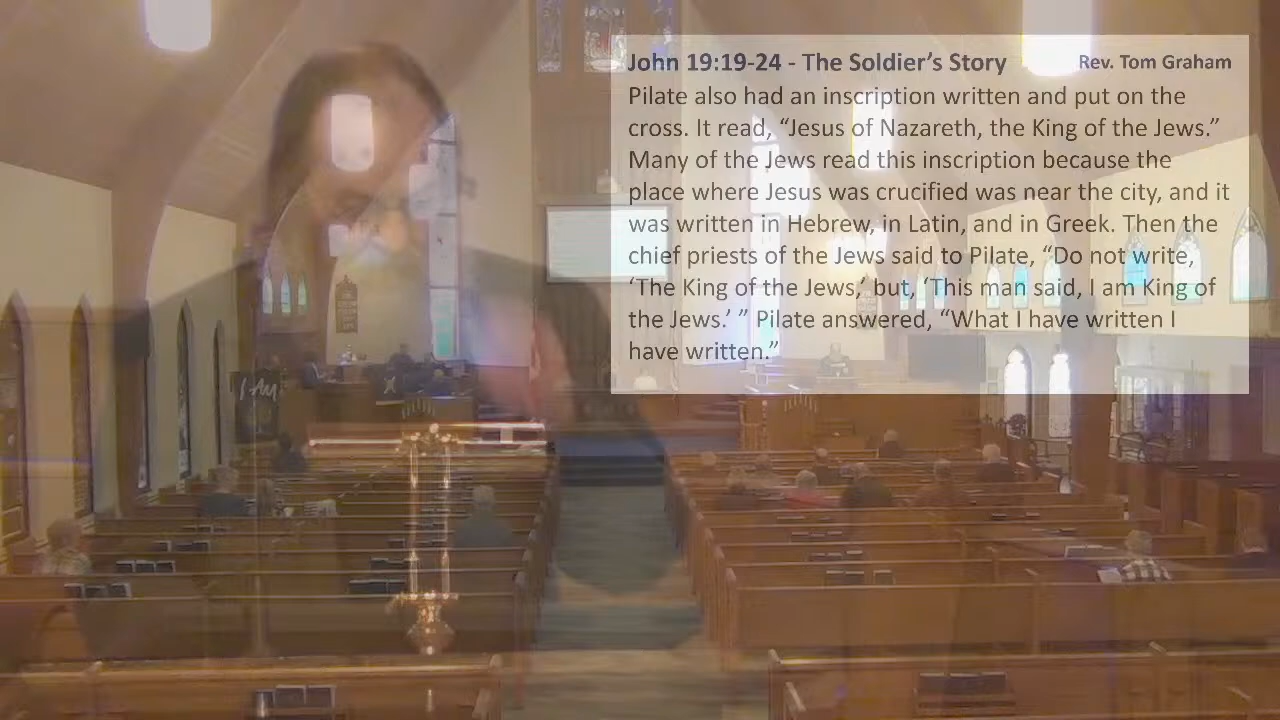 John 19:19-24 - The Soldier’s Story Rev. Tom Graham
Pilate also had an inscription written and put on the
cross. It read, “Jesus of Nazareth, the King of the Jews.”
Many of the Jews read this inscription because the
place where Jesus was crucified was near the city, and it
was written in Hebrew, in Latin, and in Greek. Then the
chief priests of the Jews said to Pilate, “Do not write,
‘The King of the Jews,’ but, ‘This man said, I am King of
the Jews.’ ” Pilate answered, “What I have written I
have written.”
I AM